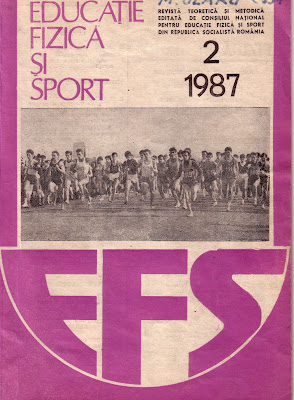 EDUCAȚIE
FIZICĂ
ȘI
SPORT
REVISTĂ TEORETICĂ ȘI METODICĂ
EDITATĂ DE CONSILIUL NAȚIONAL
PENTRU EDUCAȚIE FIZICĂ ȘI SPORT
DIN REPUBLICA SOCIALISTĂ ROMÂNIA
2
1987
EFS